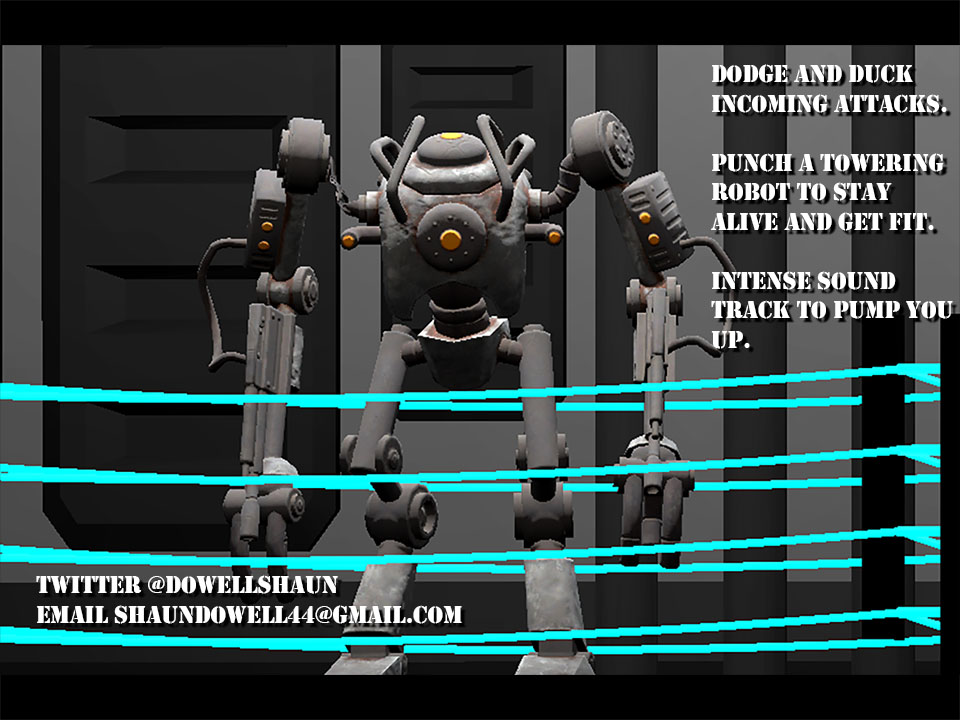 DODGE AND DUCK
INCOMING ATTACKS.
PUNCH A TOWERING
ROBOT TO STAY
ALIVE AND GET FIT.
INTENSE SOUND
TRACK TO PUMP YOU
UP.
TWITTER @DOWELLSHAUN
EMAIL SHAUNDOWELL44@GMAIL.COM